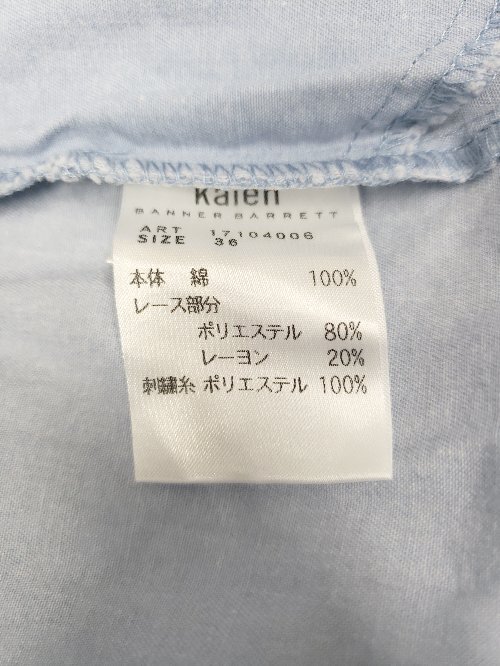 Kaien
BANNER BARRETT
ART 17104006
SIZE 36
本体 綿 100%
レース部分
ポリエステル 80%
レーヨン 20%
刺繍糸 ポリエステル 100%